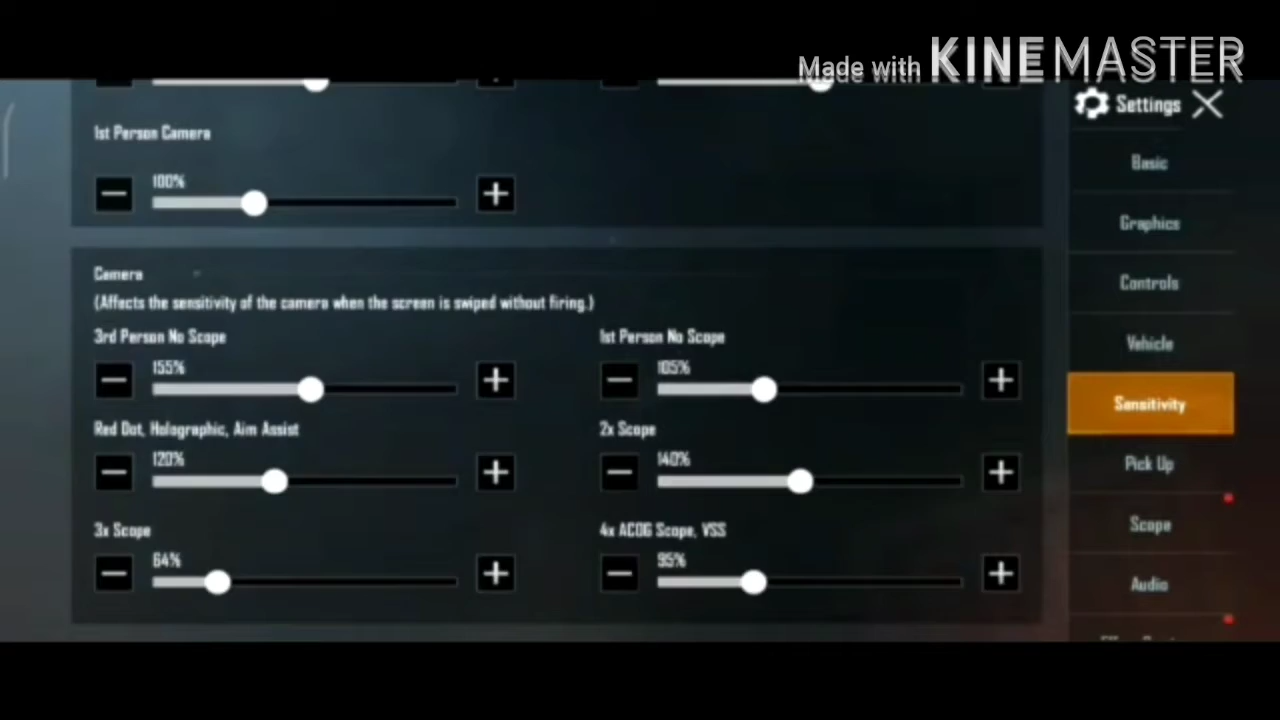 Made with KINEMASTER
Settings
1st Person Camera
100%
Basic
Graphics
Controls
Vehicle
Sensitivity
Pick Up
Scope
Audio
Camera
(Affects the sensitivity of the camera when the screen is swiped without firing.)
3rd Person No Scope
1st Person No Scope
155%
105%
Red Dot, Holographic, Aim Assist
2x Scope
120%
140%
3x Scope
4x ACOG Scope, VSS
64%
95%